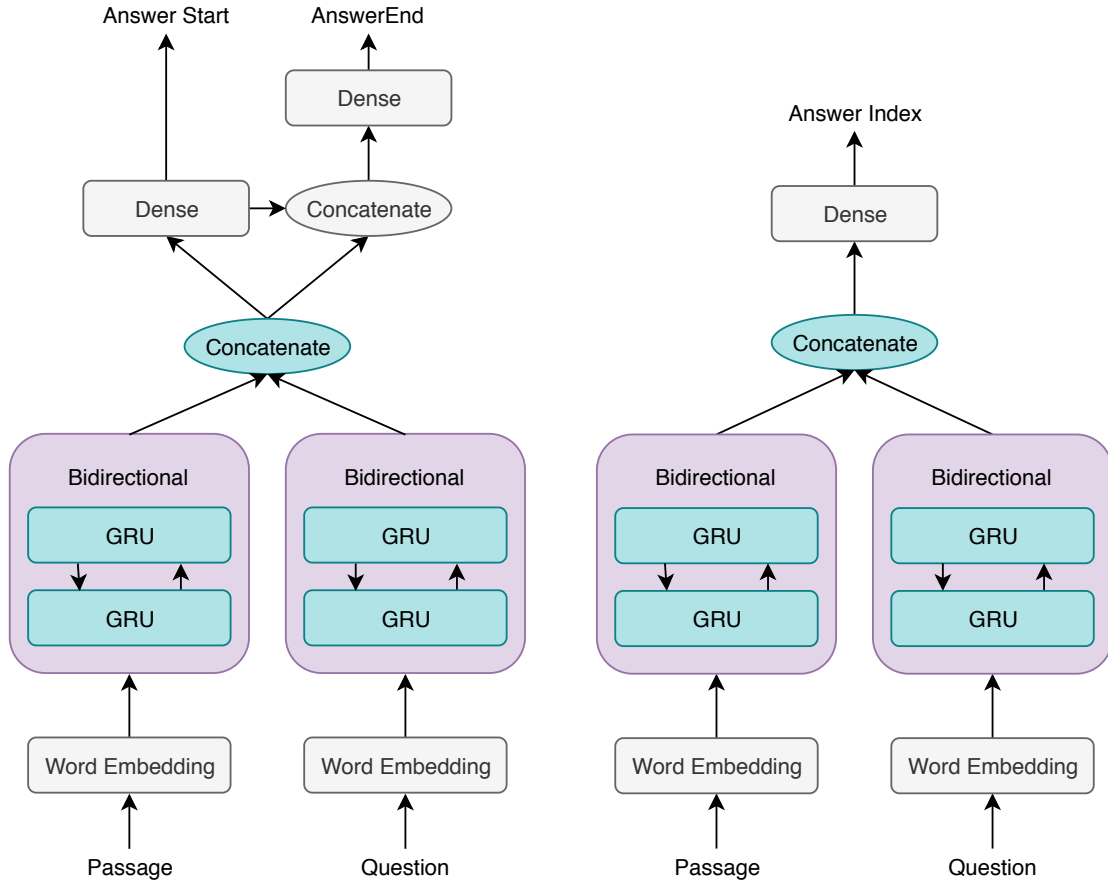 Answer Start
AnswerEnd
Dense
Dense
Concatenate
Concatenate
Bidirectional
GRU
GRU
Bidirectional
GRU
GRU
Word Embedding
Word Embedding
Passage
Question
Answer Index
Dense
Concatenate
Bidirectional
GRU
GRU
Bidirectional
GRU
GRU
Word Embedding
Word Embedding
Passage
Question